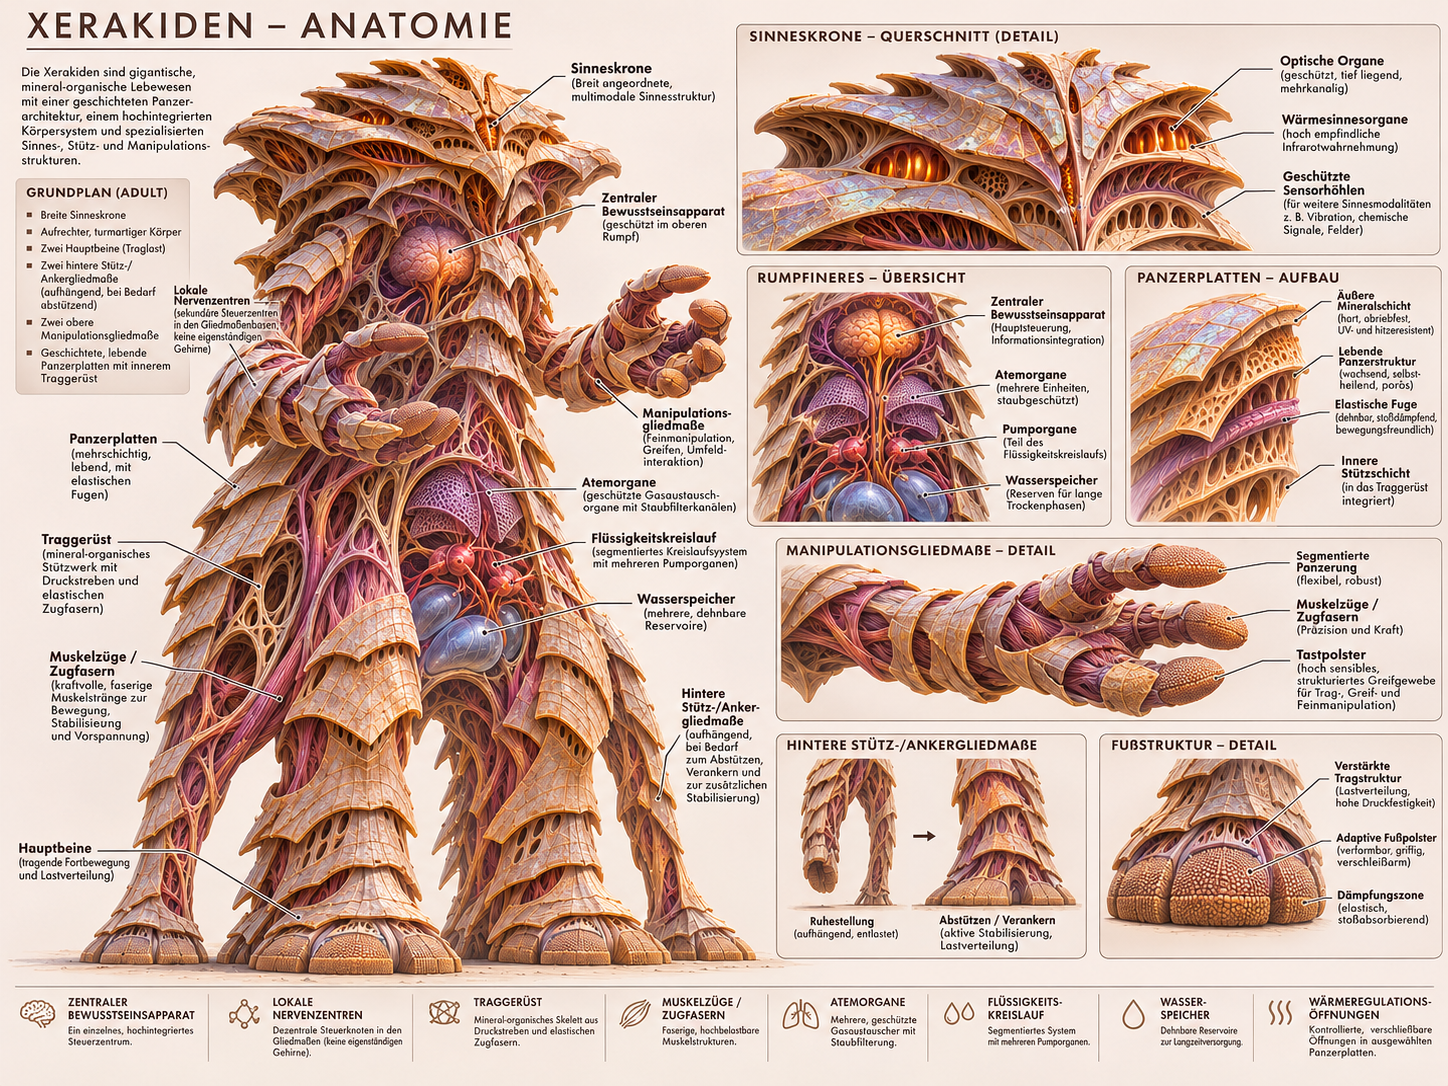 XERAKIDEN – ANATOMIE
Die Xerakiden sind gigantische,
mineral-organische Lebewesen
mit einer geschichteten Panzer-
architektur, einem hochintegrierten
Körpersystem und spezialisierten
Sinnes-, Stütz- und Manipulations-
strukturen.
GRUNDPLAN (ADULT)
Breite Sinneskrone
Aufrechter, turmartiger Körper
Zwei Hauptbeine (Traglast)
Zwei hintere Stütz-/
Ankergliedmaße
(aufhängend, bei Bedarf
abstützend)
Zwei obere
Manipulationsgliedmaße
Geschichtete, lebende
Panzerplatten mit innerem
Traggerüst
Sinneskrone
(Breit angeordnete,
multimodale Sinnesstruktur)
Zentraler
Bewusstseinsapparat
(geschützt im oberen
Rumpf)
Lokale
Nervenzentren
(sekundäre Steuerzentren
in den Gliedmaßenbasen,
keine eigenständigen
Gehirne)
Manipulations-
gliedmaße
(Feinmanipulation,
Greifen, Umfeld-
interaktion)
Panzerplatten
(mehrschichtig,
lebend, mit
elastischen
Fugen)
Atemorgane
(geschützte Gasaustausch-
organe mit Staubfilterkanälen)
Traggerüst
(mineral-organisches
Stützwerk mit
Druckstreben und
elastischen
Zugfasern)
Flüssigkeitskreislauf
(segmentiertes Kreislaufsyystem
mit mehreren Pumporganen)
Wasserspeicher
(mehrere, dehnbare
Reservoire)
Muskelzüge /
Zugfasern
(kraftvolle, faserige
Muskelstränge zur
Bewegung,
Stabilisieung
und Vorspannung)
Hintere
Stütz-/Anker-
gliedmaße
(aufhängend,
bei Bedarf
zum Abstützen,
Verankern und
zur zusätzlichen
Stabilisierung)
Hauptbeine
(tragende Fortbewegung
und Lastverteilung)
SINNESKRONE – QUERSCHNITT (DETAIL)
Optische Organe
(geschützt, tief liegend,
mehrkanalig)
Wärmesinnesorgane
(hoch empfindliche
Infrarotwahrnehmung)
Geschützte
Sensorhöhlen
(für weitere Sinnesmodalitäten
z. B. Vibration, chemische
Signale, Felder)
RUMPFINERES – ÜBERSICHT
Zentraler
Bewusstseinsapparat
(Hauptsteuerung,
Informationsintegration)
Atemorgane
(mehrere Einheiten,
staubgeschützt)
Pumporgane
(Teil des
Flüssigkeitskreislaufs)
Wasserspeicher
(Reserven für lange
Trockenphasen)
PANZERPLATTEN – AUFBAU
Äußere
Mineralschicht
(hart, abriebfest,
UV- und hitzeresistent)
Lebende
Panzerstruktur
(wachsend, selbst-
heilend, porös)
Elastische Fuge
(dehnbar, stoßdämpfend,
bewegungsfreundlich)
Innere
Stützschicht
(in das Traggerüst
integriert)
MANIPULATIONSGLIEDMAßE – DETAIL
Segmentierte
Panzerung
(flexibel, robust)
Muskelzüge /
Zugfasern
(Präzision und Kraft)
Tastpolster
(hoch sensibles,
strukturiertes Greifgewebe
für Trag-, Greif- und
Feinmanipulation)
HINTERE STÜTZ-/ANKERGLIEDMAßE
Ruhestellung
(aufhängend, entlastet)
Abstützen / Verankern
(aktive Stabilisierung,
Lastverteilung)
FUßSTRUKTUR – DETAIL
Verstärkte
Tragstruktur
(Lastverteilung,
hohe Druckfestigkeit)
Adaptive Fußpolster
(verformbar, griffig,
verschleißarm)
Dämpfungszone
(elastisch,
stoßabsorbierend)
ZENTRALER
BEWUSSTSEINSAPPARAT
Ein einzelnes, hochintegriertes
Steuerzentrum.
LOKALE
NERVENZENTREN
Dezentrale Steuerknoten in den
Gliedmaßen (keine eigenständigen
Gehirne).
TRAGGERÜST
Mineral-organisches Skelett aus
Druckstreben und elastischen
Zugfasern.
MUSKELZÜGE /
ZUGFASERN
Faserige, hochbelastbare
Muskelstrukturen.
ATEMORGANE
Mehrere, geschützte
Gasaustauscher mit
Staubfilterung.
FLÜSSIGKEITS-
KREISLAUF
Segmentiertes System
mit mehreren Pumporganen.
WASSER-
SPEICHER
Dehnbare Reservoire
zur Langzeitversorgung.
WÄRMEREGULATIONS-
ÖFFNUNGEN
Kontrollierte, verschließbare
Öffnungen in ausgewählten
Panzerplatten.